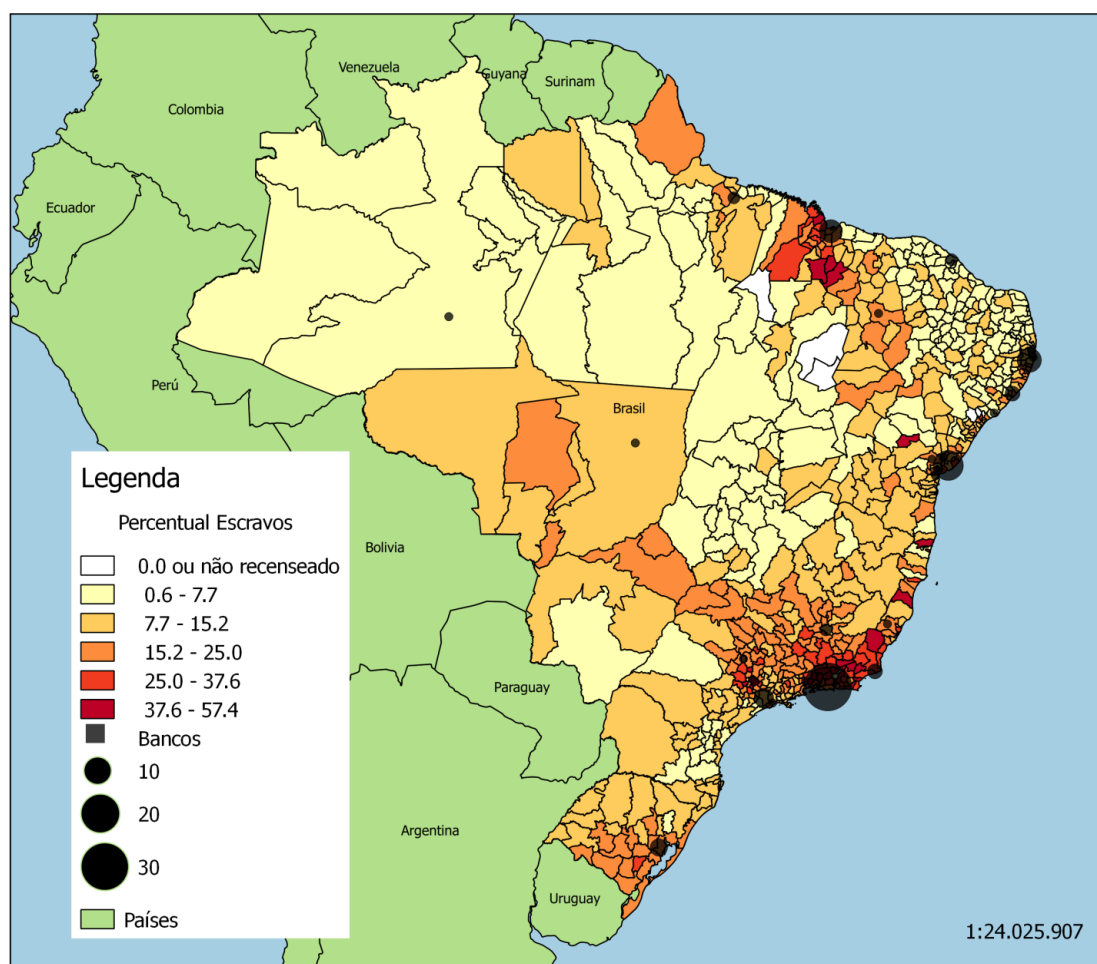 Venezuela
Guyana
Surinam
Colombia
Ecuador
Perú
Brasil
Bolivia
Paraguay
Argentina
Uruguay
Legenda
Percentual Escravos
0.0 ou não recenseado
0.6 - 7.7
7.7 - 15.2
15.2 - 25.0
25.0 - 37.6
37.6 - 57.4
Bancos
10
20
30
Países
1:24.025.907